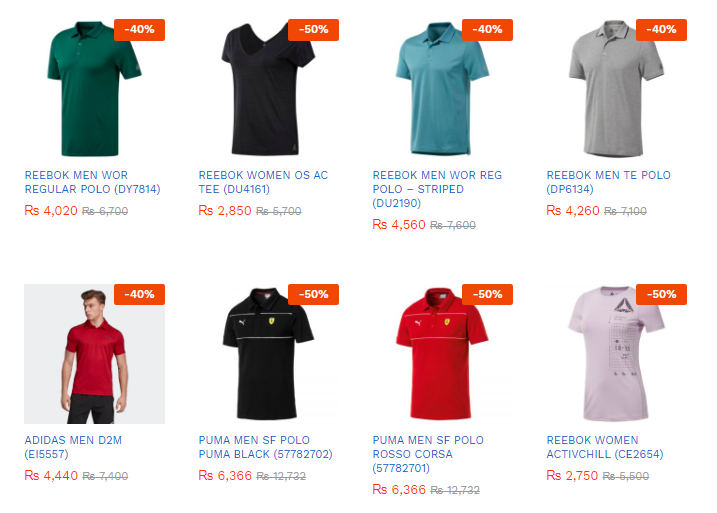 -40%
-50%
-40%
-40%
REEBOK MEN WOR
REGULAR POLO (DY7814)
₨ 4,020 ₨ 6,700
REEBOK WOMEN OS AC
TEE (DU4161)
₨ 2,850 ₨ 5,700
REEBOK MEN WOR REG
POLO – STRIPED
(DU2190)
₨ 4,560 ₨ 7,600
REEBOK MEN TE POLO
(DP6134)
₨ 4,260 ₨ 7,100
-40%
-50%
-50%
-50%
ADIDAS MEN D2M
(EI5557)
₨ 4,440 ₨ 7,400
PUMA MEN SF POLO
PUMA BLACK (57782702)
₨ 6,366 ₨ 12,732
PUMA MEN SF POLO
ROSSO CORSA
(57782701)
₨ 6,366 ₨ 12,732
REEBOK WOMEN
ACTIVCHILL (CE2654)
₨ 2,750 ₨ 5,500